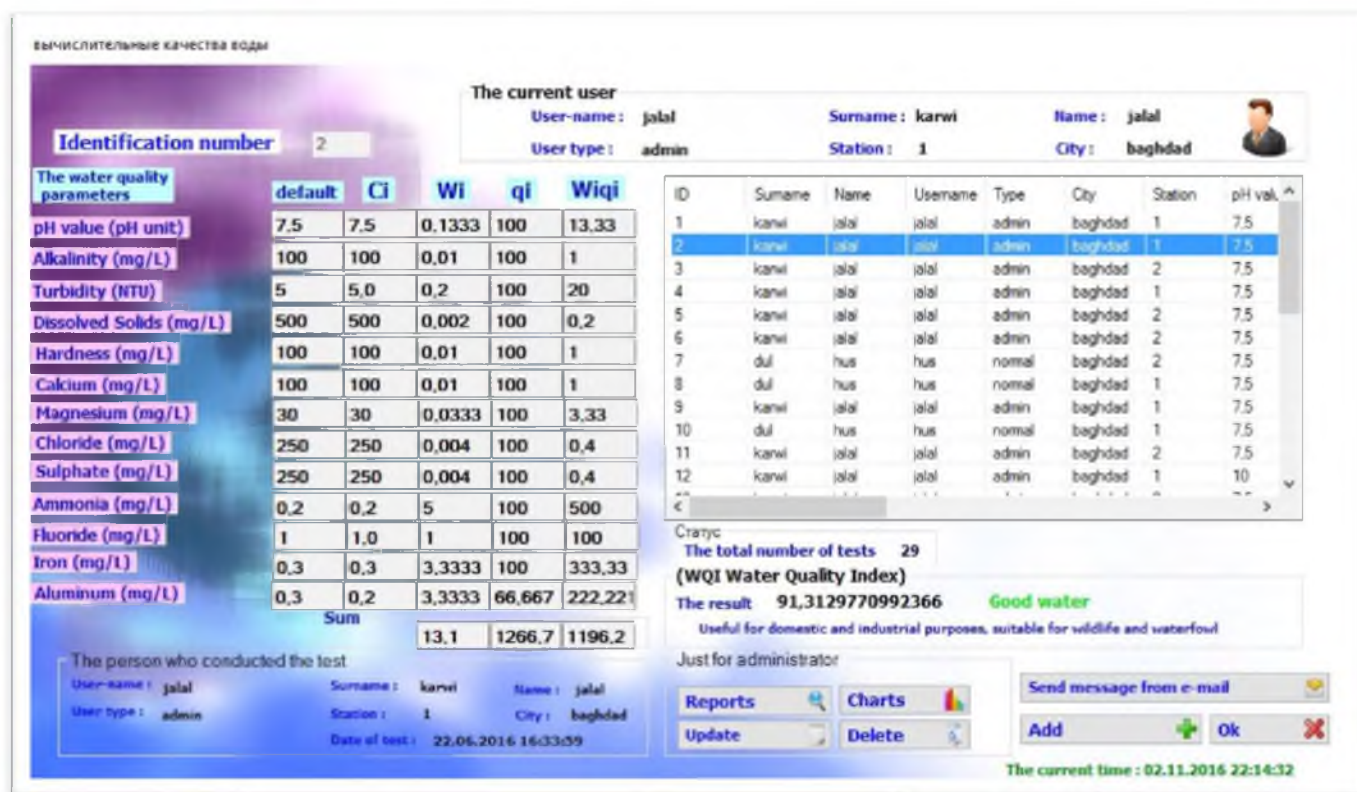 вычислительные качества воды
The current user
User-name : jalal Surname : karwi Name : jalal
User type : admin Station : 1 City : baghdad
Identification number 2
The water quality parameters default Ci Wi qi Wiqi
pH value (pH unit) 7.5 7.5 0,1333 100 13,33
Alkalinity (mg/L) 100 100 0,01 100 1
Turbidity (NTU) 5 5,0 0,2 100 20
Dissolved Solids (mg/L) 500 500 0,002 100 0,2
Hardness (mg/L) 100 100 0,01 100 1
Calcium (mg/L) 100 100 0,01 100 1
Magnesium (mg/L) 30 30 0,0333 100 3,33
Chloride (mg/L) 250 250 0,004 100 0,4
Sulphate (mg/L) 250 250 0,004 100 0,4
Ammonia (mg/L) 0,2 0,2 5 100 500
Fluoride (mg/L) 1 1,0 1 100 100
Iron (mg/L) 0,3 0,3 3,3333 100 333,33
Aluminum (mg/L) 0,3 0,2 3,3333 66,667 222,221
Sum
13,1 1266,7 1196,2
ID Surname Name Username Type City Station pH val
1 karwi jalal jalal admin baghdad 1 7.5
2 karwi jalal jalal admin baghdad 1 7.5
3 karwi jalal jalal admin baghdad 2 7.5
4 karwi jalal jalal admin baghdad 1 7.5
5 karwi jalal jalal admin baghdad 2 7.5
6 karwi jalal jalal admin baghdad 2 7.5
7 dul hus hus normal baghdad 2 7.5
8 dul hus hus normal baghdad 1 7.5
9 karwi jalal jalal admin baghdad 1 7.5
10 dul hus hus normal baghdad 1 7.5
11 karwi jalal jalal admin baghdad 2 7.5
12 karwi jalal jalal admin baghdad 1 10
Статус
The total number of tests 29
(WQI Water Quality Index)
The result 91,3129770992366 Good water
Useful for domestic and industrial purposes, suitable for wildlife and waterfowl
The person who conducted the test
User-name : jalal Surname : karwi Name : jalal
User type : admin Station : 1 City : baghdad
Date of test : 22.06.2016 16:33:59
Just for administrator
Reports Charts
Update Delete
Send message from e-mail
Add Ok
The current time : 02.11.2016 22:14:32